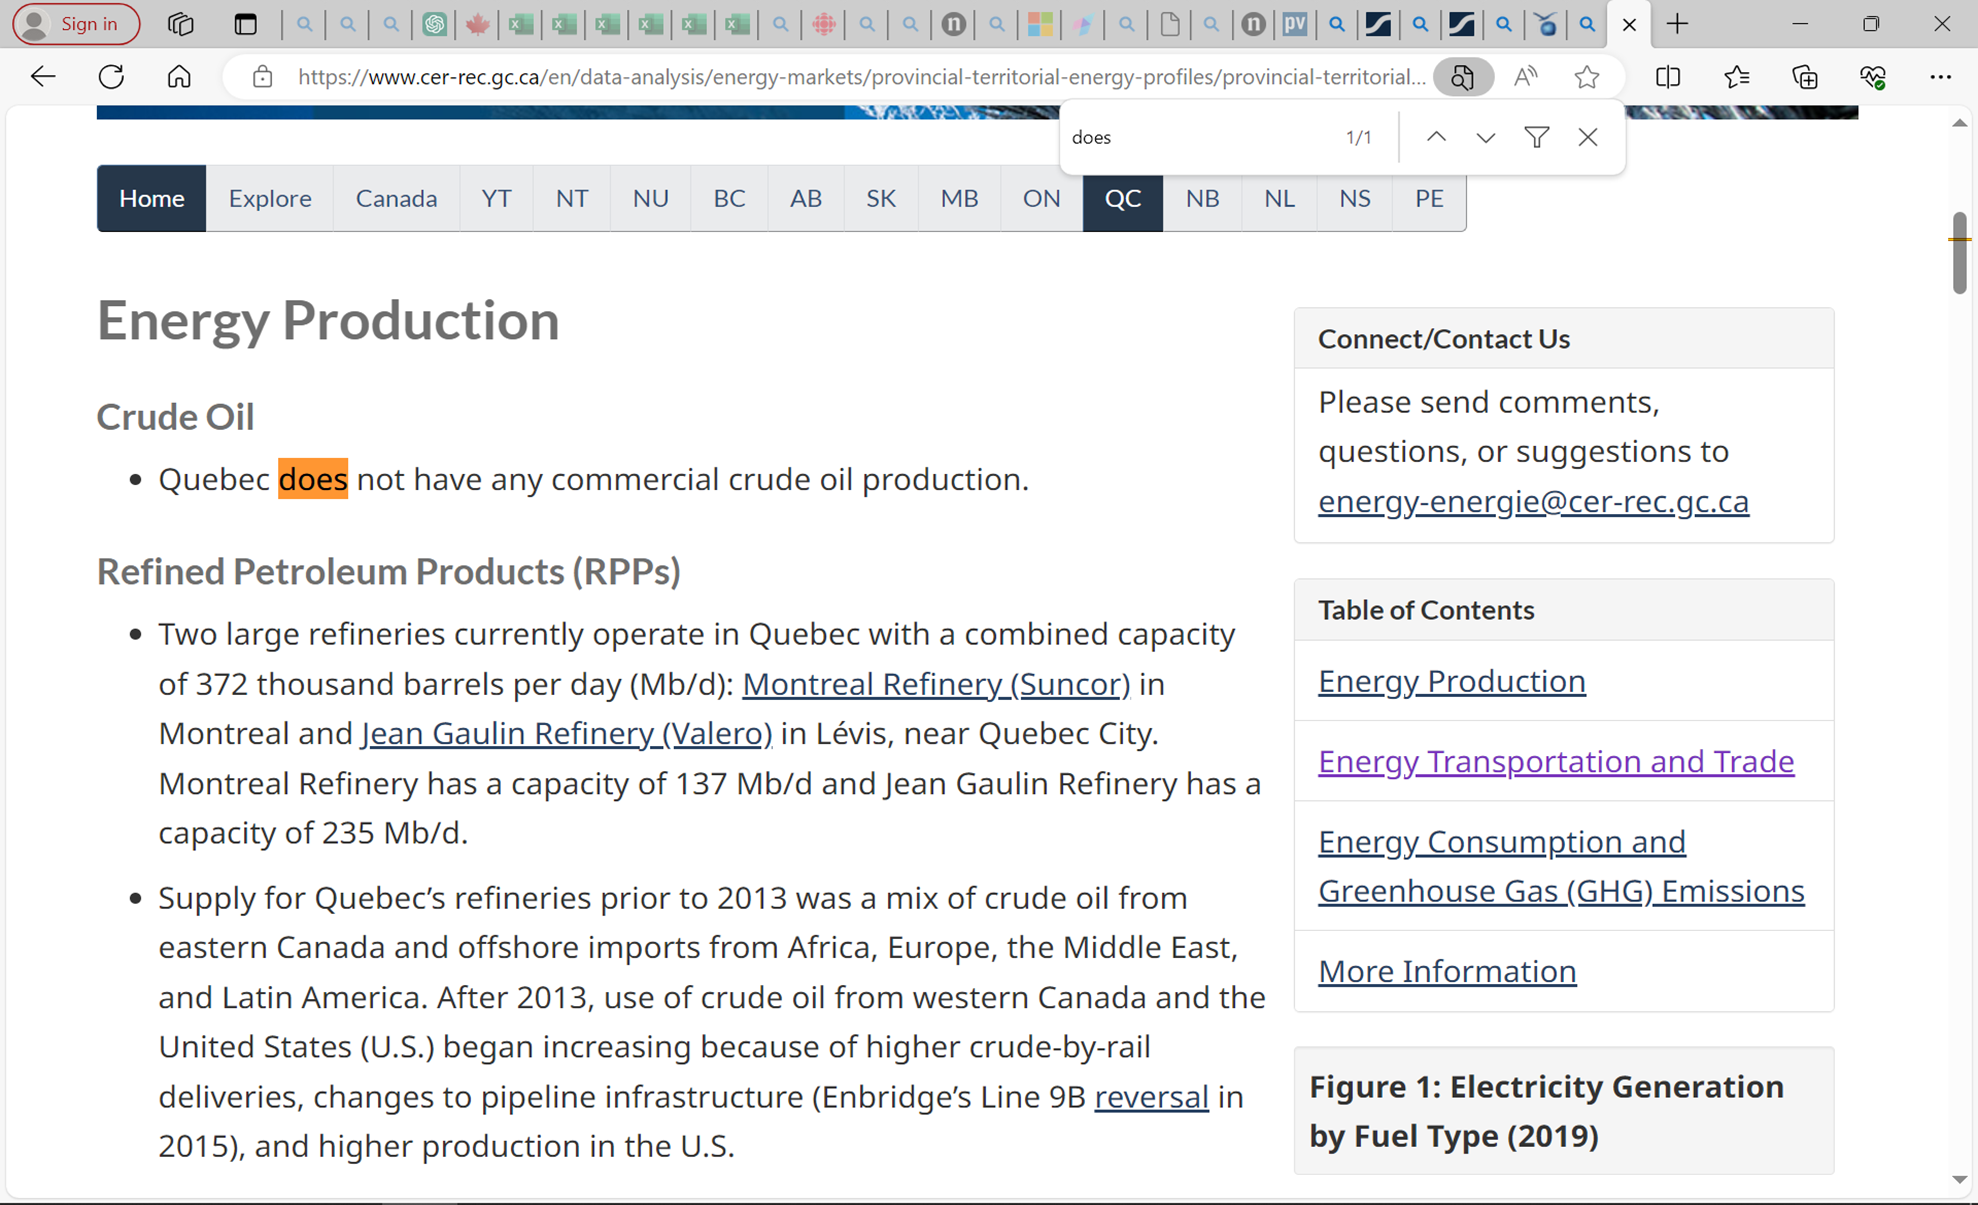 Sign in
n
n
pv
https://www.cer-rec.gc.ca/en/data-analysis/energy-markets/provincial-territorial-energy-profiles/provincial-territorial...
does 1/1
Home Explore Canada YT NT NU BC AB SK MB ON QC NB NL NS PE
Energy Production
Crude Oil
• Quebec does not have any commercial crude oil production.
Refined Petroleum Products (RPPs)
• Two large refineries currently operate in Quebec with a combined capacity
of 372 thousand barrels per day (Mb/d): Montreal Refinery (Suncor) in
Montreal and Jean Gaulin Refinery (Valero) in Lévis, near Quebec City.
Montreal Refinery has a capacity of 137 Mb/d and Jean Gaulin Refinery has a
capacity of 235 Mb/d.
• Supply for Quebec’s refineries prior to 2013 was a mix of crude oil from
eastern Canada and offshore imports from Africa, Europe, the Middle East,
and Latin America. After 2013, use of crude oil from western Canada and the
United States (U.S.) began increasing because of higher crude-by-rail
deliveries, changes to pipeline infrastructure (Enbridge’s Line 9B reversal in
2015), and higher production in the U.S.
Connect/Contact Us
Please send comments,
questions, or suggestions to
energy-energie@cer-rec.gc.ca
Table of Contents
Energy Production
Energy Transportation and Trade
Energy Consumption and
Greenhouse Gas (GHG) Emissions
More Information
Figure 1: Electricity Generation
by Fuel Type (2019)